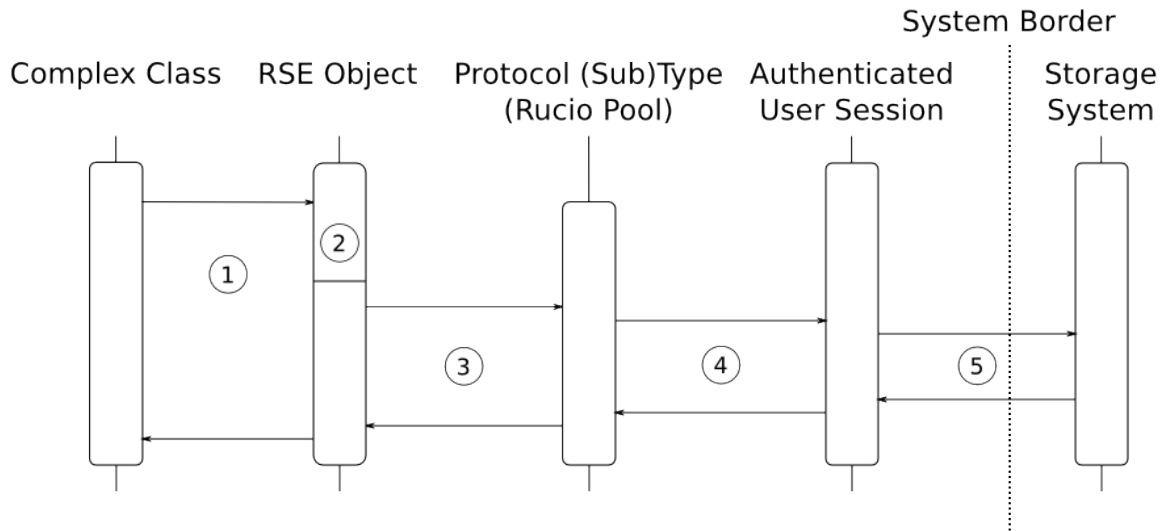 System Border
Complex Class
RSE Object
Protocol (Sub)Type
(Rucio Pool)
Authenticated
User Session
Storage
System
1
2
3
4
5